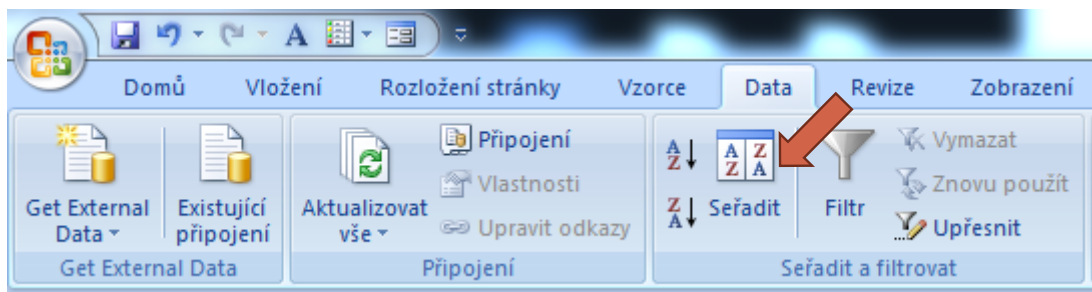 Domů Vložení Rozložení stránky Vzorce Data Revize Zobrazení
Get External
Data
Existující
připojení
Aktualizovat
vše
Připojení
Vlastnosti
Upravit odkazy
A
Z
Z
A
A Z
Z A
Seřadit
Filtr
Vymazat
Znovu použít
Upřesnit
Get External Data
Připojení
Seřadit a filtrovat